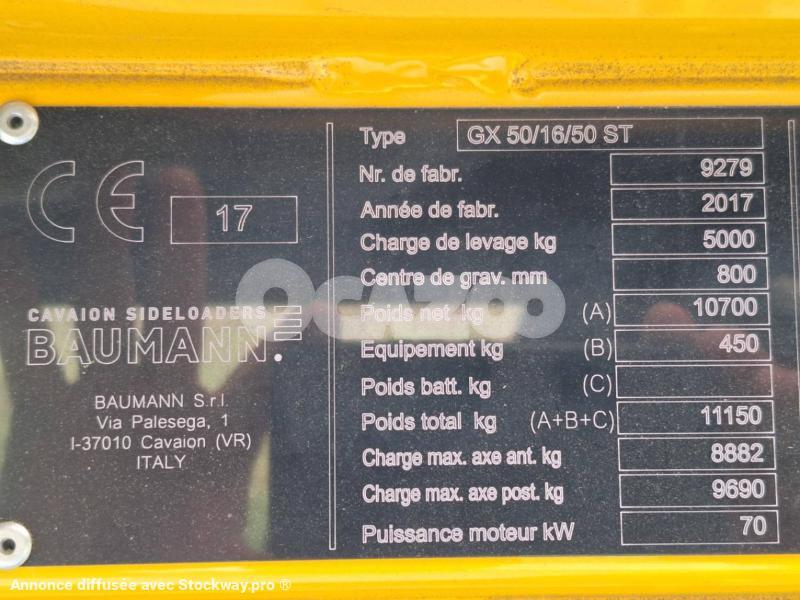 CE 17
CAVAION SIDELOADERS
BAUMANN
BAUMANN S.r.l.
Via Palesega, 1
I-37010 Cavaion (VR)
ITALY
Type GX 50/16/50 ST
Nr. de fabr. 9279
Année de fabr. 2017
Charge de levage kg 5000
Centre de grav. mm 800
Poids net kg (A) 10700
Equipement kg (B) 450
Poids batt. kg (C)
Poids total kg (A+B+C) 11150
Charge max. axe ant. kg 8882
Charge max. axe post. kg 9690
Puissance moteur kW 70
OCAZOO
Annonce diffusée avec Stockway.pro ®